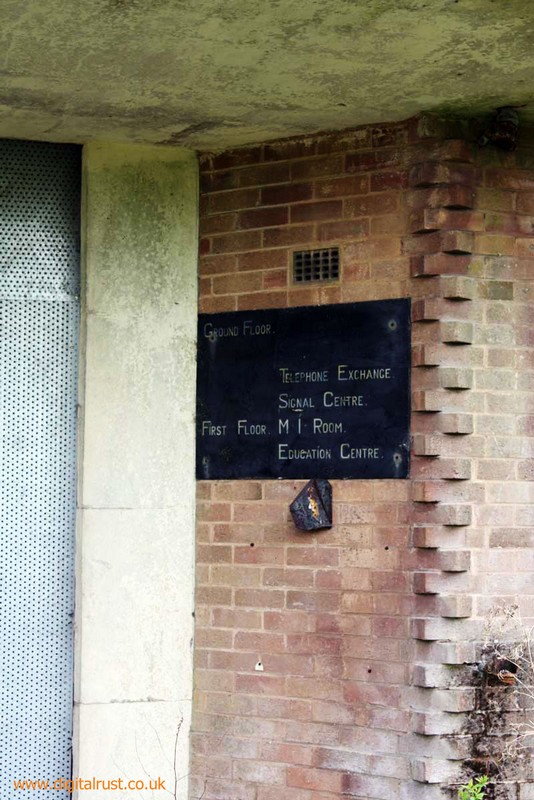 Ground Floor.
Telephone Exchange
Signal Centre.
First Floor. M I Room.
Education Centre.
www.digitalrust.co.uk